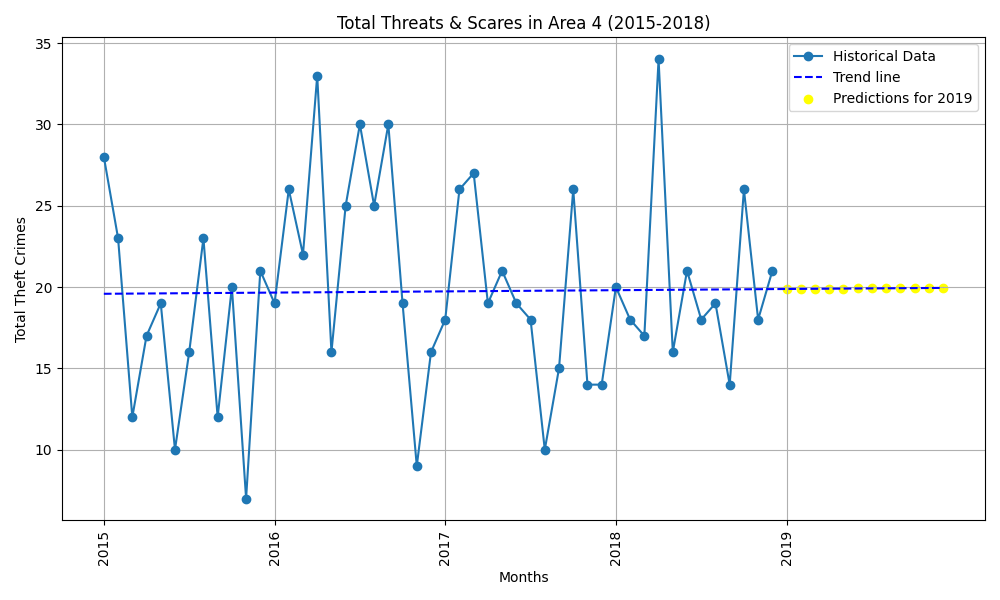 Total Threats & Scares in Area 4 (2015-2018)
Historical Data
Trend line
Predictions for 2019
Total Theft Crimes
35
30
25
20
15
10
2015
2016
2017
2018
2019
Months